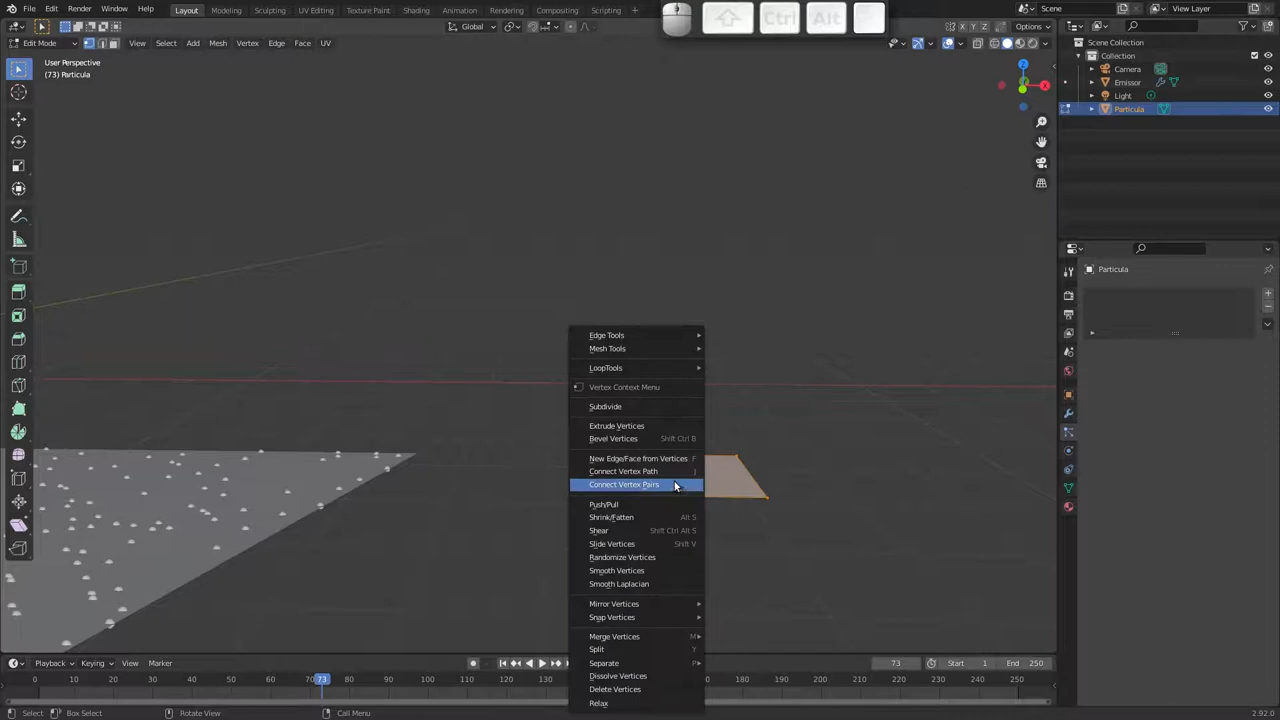 File Edit Render Window Help Layout Modeling Sculpting UV Editing Texture Paint Shading Animation Rendering Compositing Scripting
Ctrl Alt
Scene View Layer
Global Options
Edit Mode View Select Add Mesh Vertex Edge Face UV
User Perspective
(73) Particula
Z
X
Scene Collection
Collection
Camera
Emissor
Light
Particula
Particula
Edge Tools
Mesh Tools
LoopTools
Vertex Context Menu
Subdivide
Extrude Vertices
Bevel Vertices Shift Ctrl B
New Edge/Face from Vertices F
Connect Vertex Path J
Connect Vertex Pairs
Push/Pull
Shrink/Fatten Alt S
Shear Shift Ctrl Alt S
Slide Vertices Shift V
Randomize Vertices
Smooth Vertices
Smooth Laplacian
Mirror Vertices
Snap Vertices
Merge Vertices M
Split Y
Separate P
Dissolve Vertices
Delete Vertices
Relax
Playback Keying View Marker 73 Start 1 End 250
0 10 20 30 40 50 60 70 73 80 90 100 110 120 130 180 190 200 210 220 230 240 250
Select Box Select Rotate View Call Menu 2.92.0